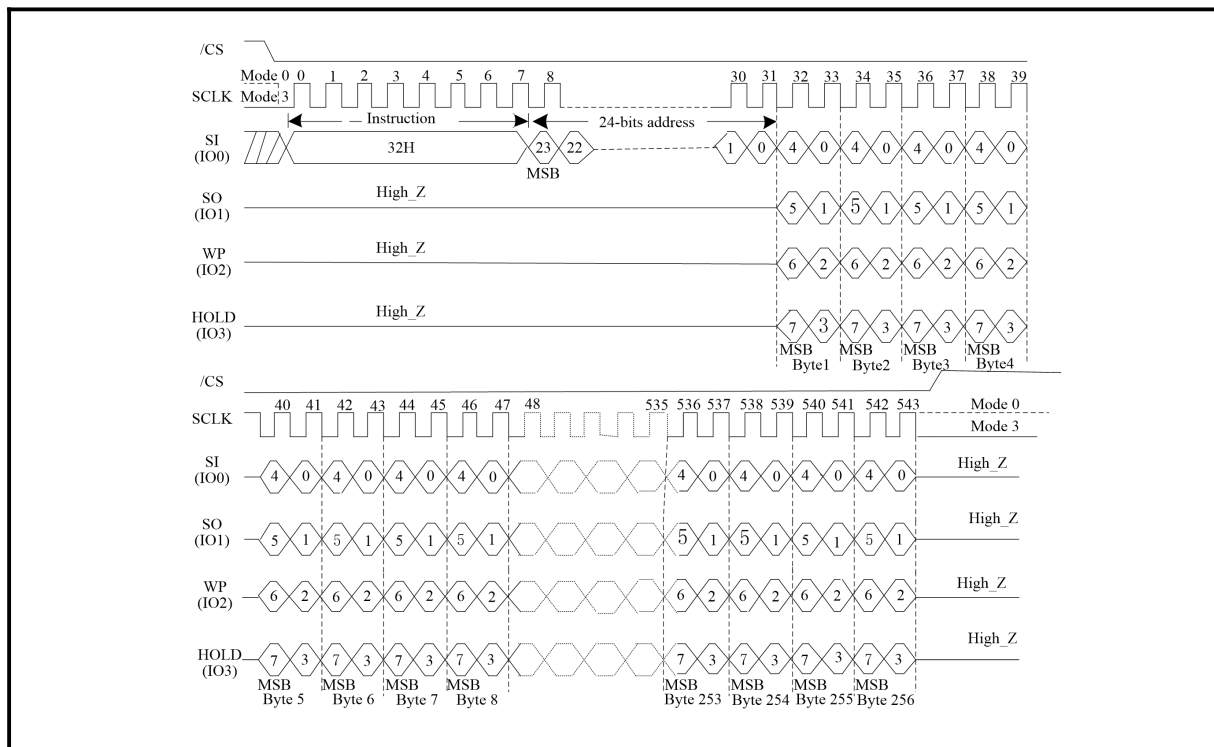 /CS
Mode 0 0 1 2 3 4 5 6 7 8 30 31 32 33 34 35 36 37 38 39
SCLK Mode 3
Instruction 24-bits address
SI 32H 23 22 1 0 4 0 4 0 4 0 4 0
(IO0)
MSB
High_Z
SO 5 1 5 1 5 1 5 1
(IO1)
High_Z
WP 6 2 6 2 6 2 6 2
(IO2)
High_Z
HOLD 7 3 7 3 7 3 7 3
(IO3)
MSB MSB MSB MSB
Byte1 Byte2 Byte3 Byte4
/CS
40 41 42 43 44 45 46 47 48 535 536 537 538 539 540 541 542 543 Mode 0
SCLK
Mode 3
SI 4 0 4 0 4 0 4 0 4 0 4 0 4 0 4 0 High_Z
(IO0)
SO 5 1 5 1 5 1 5 1 5 1 5 1 5 1 5 1 High_Z
(IO1)
WP 6 2 6 2 6 2 6 2 6 2 6 2 6 2 6 2 High_Z
(IO2)
HOLD 7 3 7 3 7 3 7 3 7 3 7 3 7 3 7 3 High_Z
(IO3)
MSB MSB MSB MSB MSB MSB MSB MSB
Byte 5 Byte 6 Byte 7 Byte 8 Byte 253 Byte 254 Byte 255 Byte 256